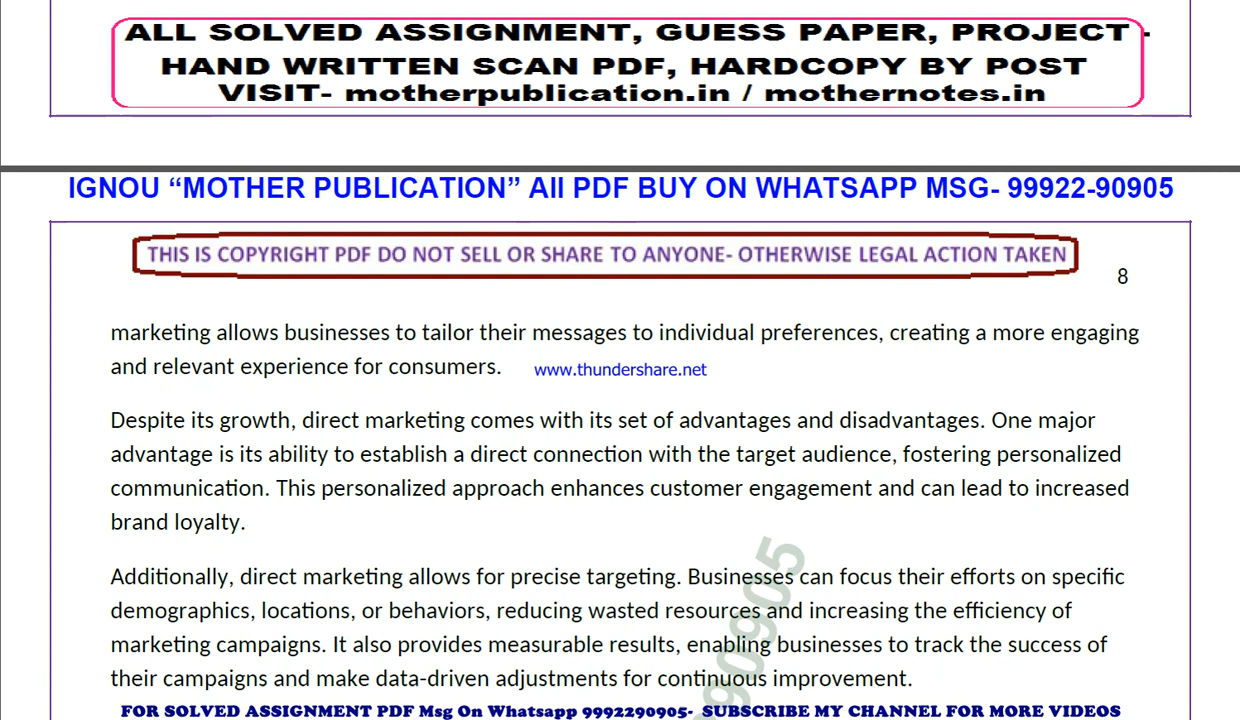 ALL SOLVED ASSIGNMENT, GUESS PAPER, PROJECT -
HAND WRITTEN SCAN PDF, HARDCOPY BY POST
VISIT- motherpublication.in / mothernotes.in
IGNOU “MOTHER PUBLICATION” All PDF BUY ON WHATSAPP MSG- 99922-90905
THIS IS COPYRIGHT PDF DO NOT SELL OR SHARE TO ANYONE- OTHERWISE LEGAL ACTION TAKEN
8
marketing allows businesses to tailor their messages to individual preferences, creating a more engaging
and relevant experience for consumers. www.thundershare.net
Despite its growth, direct marketing comes with its set of advantages and disadvantages. One major
advantage is its ability to establish a direct connection with the target audience, fostering personalized
communication. This personalized approach enhances customer engagement and can lead to increased
brand loyalty.
Additionally, direct marketing allows for precise targeting. Businesses can focus their efforts on specific
demographics, locations, or behaviors, reducing wasted resources and increasing the efficiency of
marketing campaigns. It also provides measurable results, enabling businesses to track the success of
their campaigns and make data-driven adjustments for continuous improvement.
FOR SOLVED ASSIGNMENT PDF Msg On Whatsapp 9992290905- SUBSCRIBE MY CHANNEL FOR MORE VIDEOS